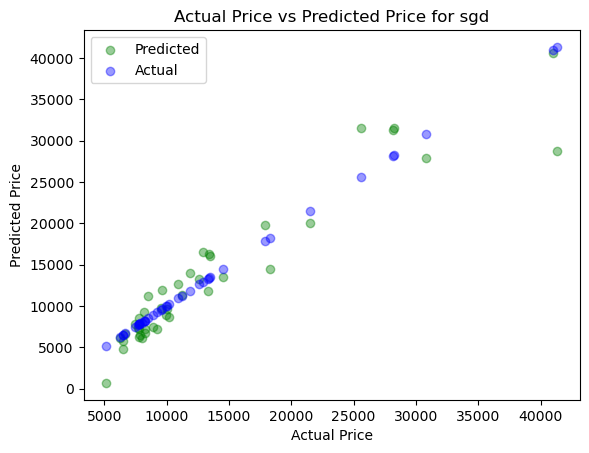 Actual Price vs Predicted Price for sgd
Predicted
Actual
Predicted Price
40000
35000
30000
25000
20000
15000
10000
5000
0
5000 10000 15000 20000 25000 30000 35000 40000
Actual Price